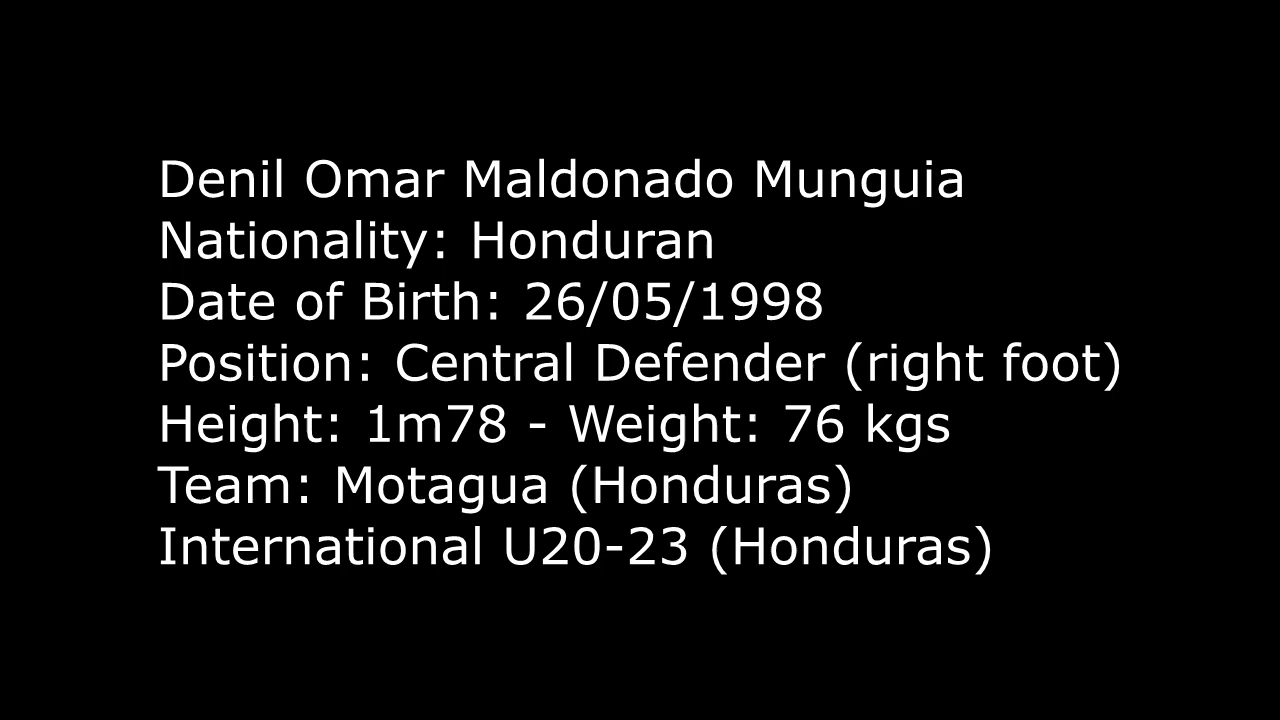 Denil Omar Maldonado Munguia
Nationality: Honduran
Date of Birth: 26/05/1998
Position: Central Defender (right foot)
Height: 1m78 - Weight: 76 kgs
Team: Motagua (Honduras)
International U20-23 (Honduras)